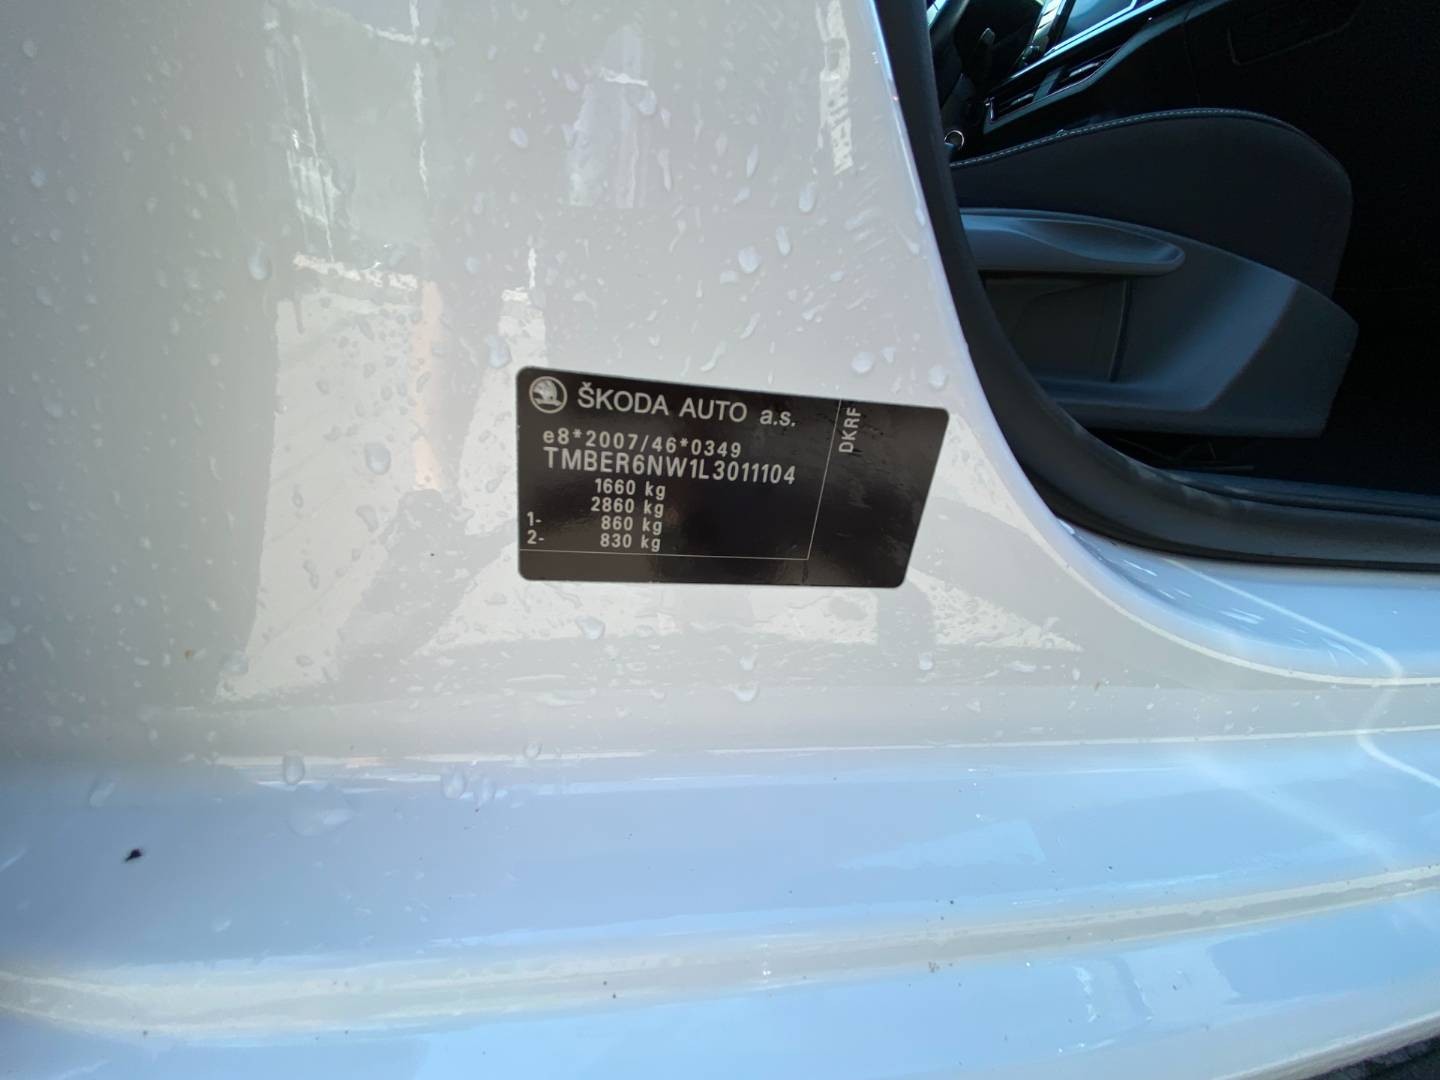 ŠKODA AUTO a.s.
e8*2007/46*0349
TMBER6NW1L3011104
1660 kg
2860 kg
1- 860 kg
2- 830 kg
DKRF